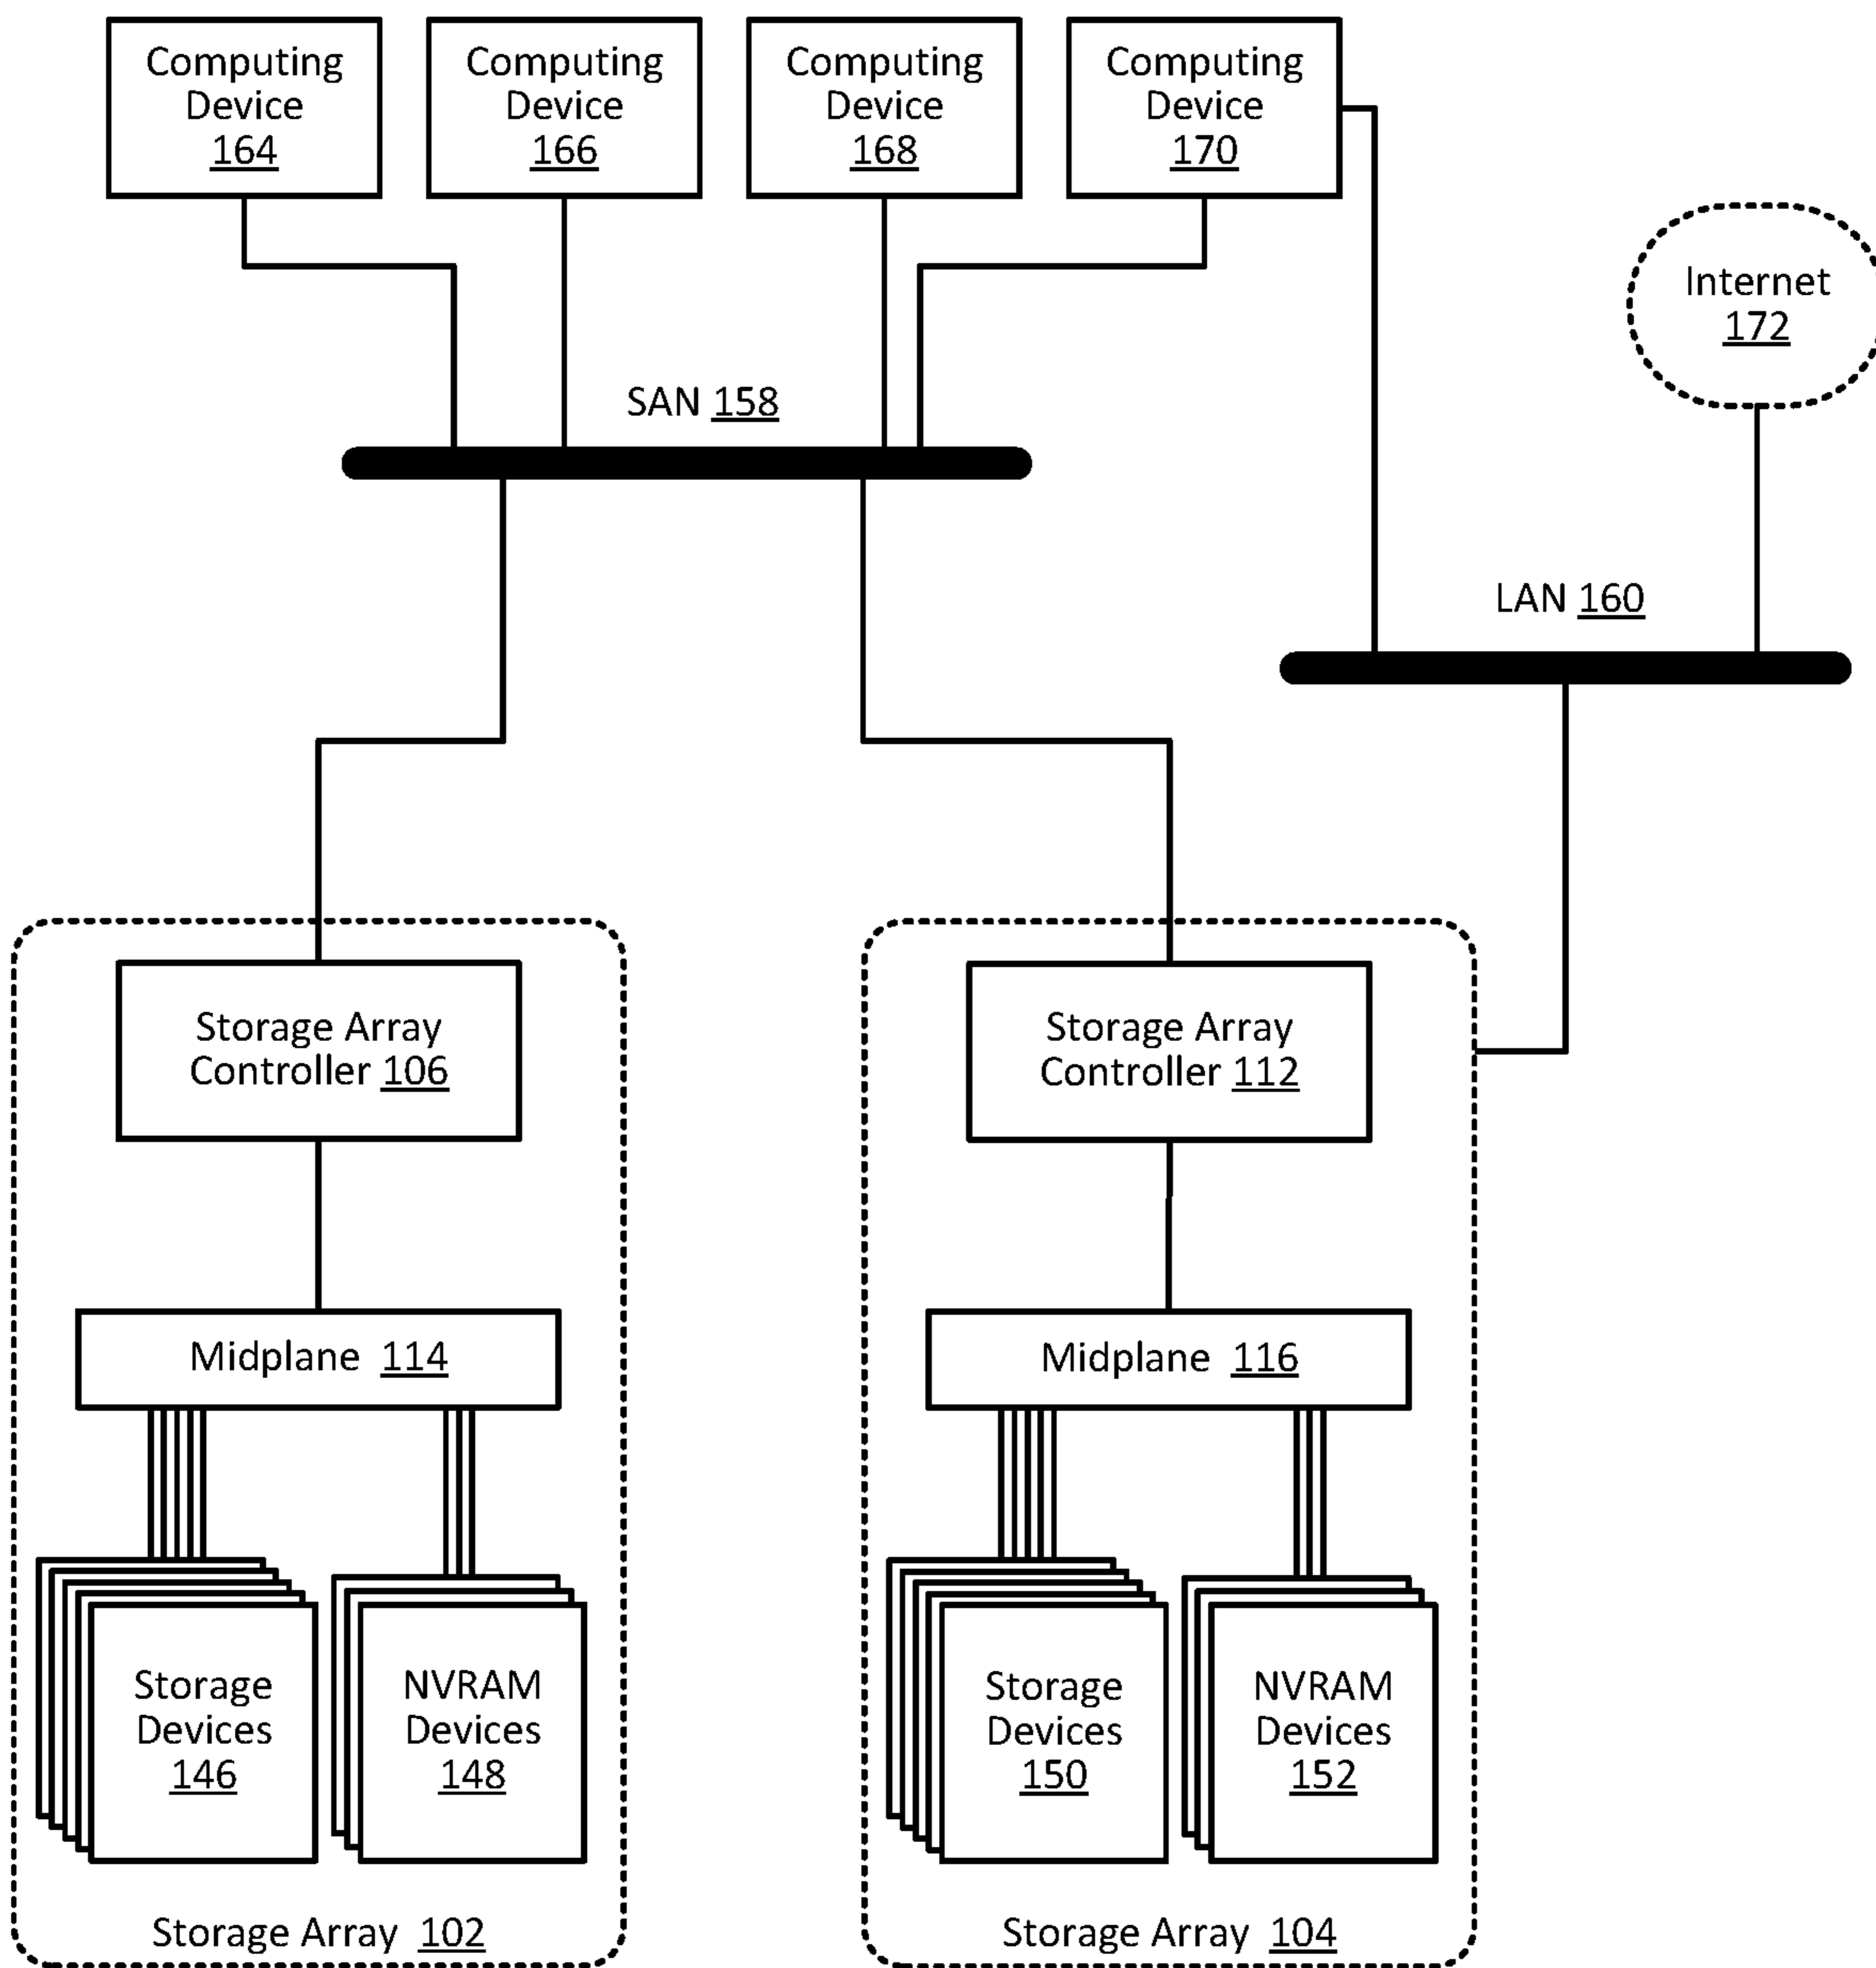 Computing
Device
164
Computing
Device
166
Computing
Device
168
Computing
Device
170
Internet
172
SAN 158
LAN 160
Storage Array
Controller 106
Storage Array
Controller 112
Midplane 114
Midplane 116
Storage
Devices
146
NVRAM
Devices
148
Storage
Devices
150
NVRAM
Devices
152
Storage Array 102
Storage Array 104